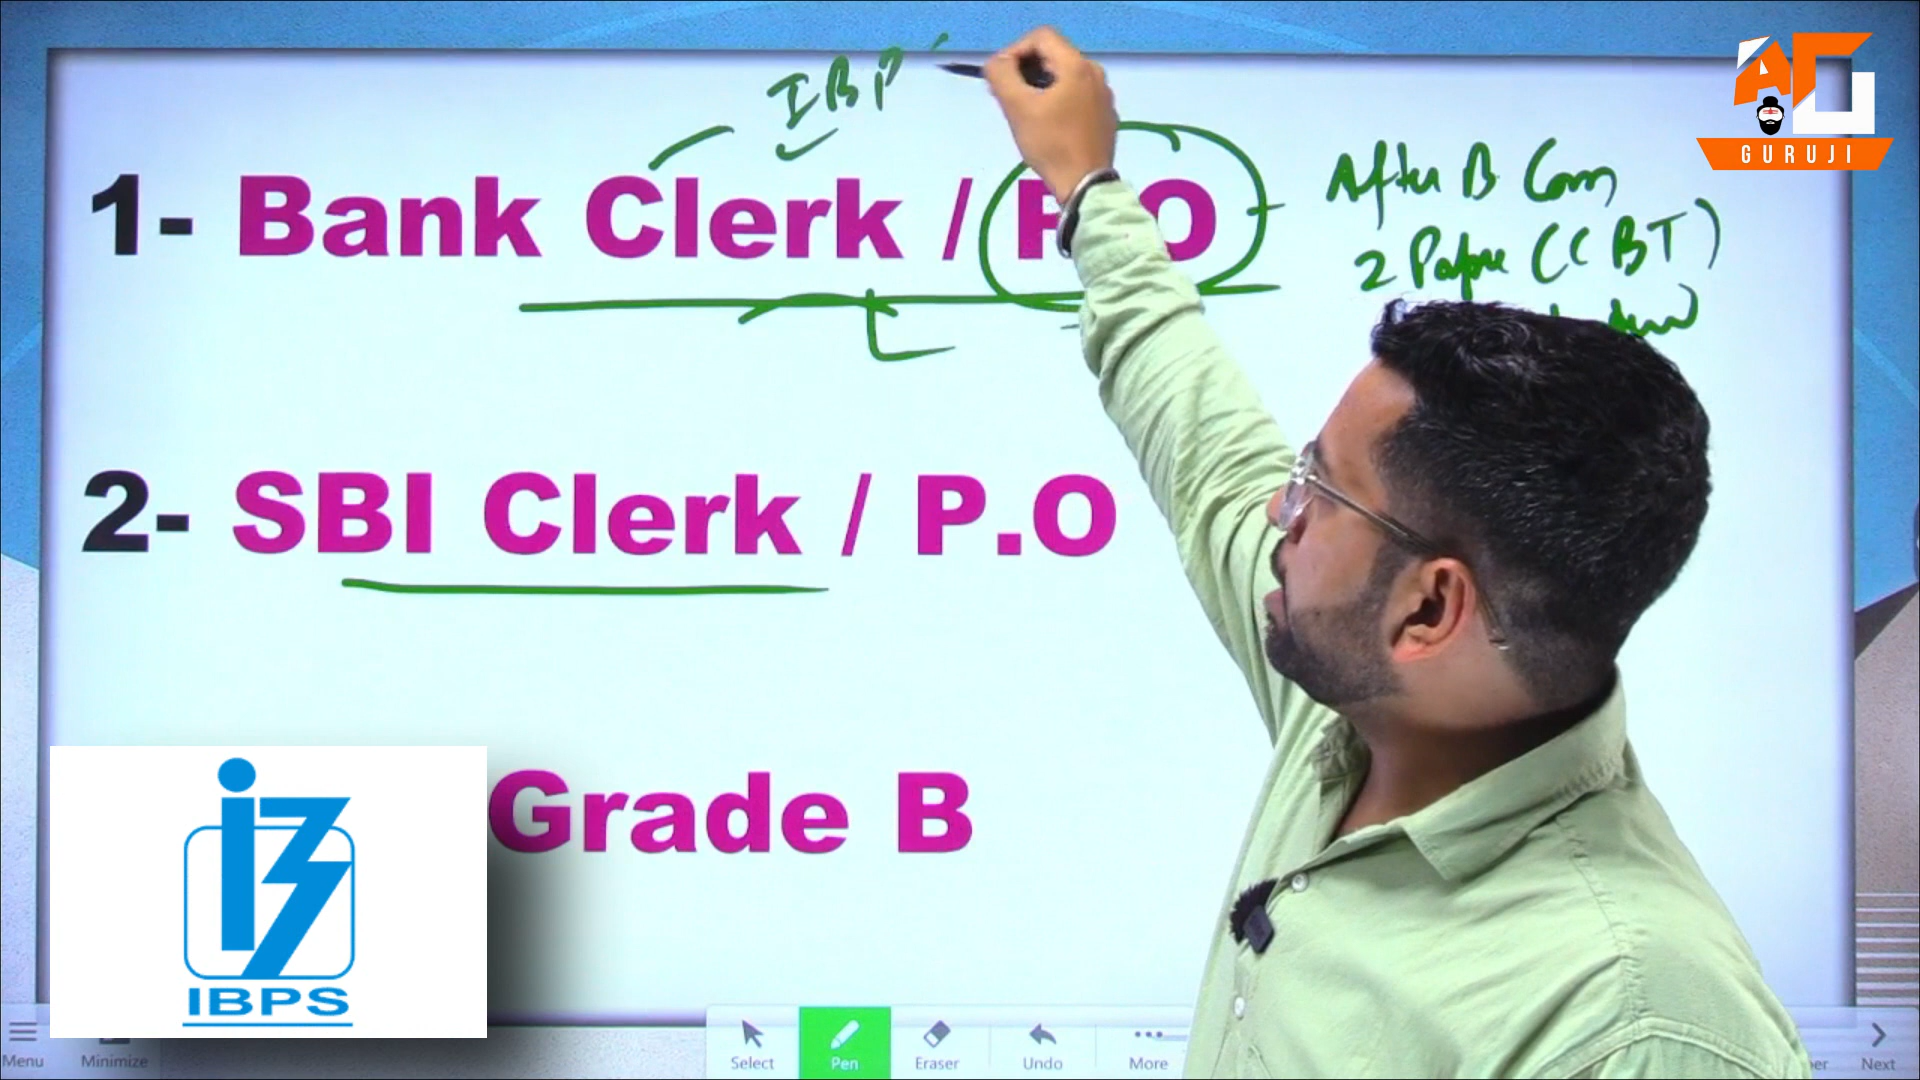 IBP
AG
GURUJI
1- Bank Clerk / P.O
After B Com
2 Paper (CBT)
2- SBI Clerk / P.O
Grade B
IBPS
Menu
Minimize
Select
Pen
Eraser
Undo
More
Next